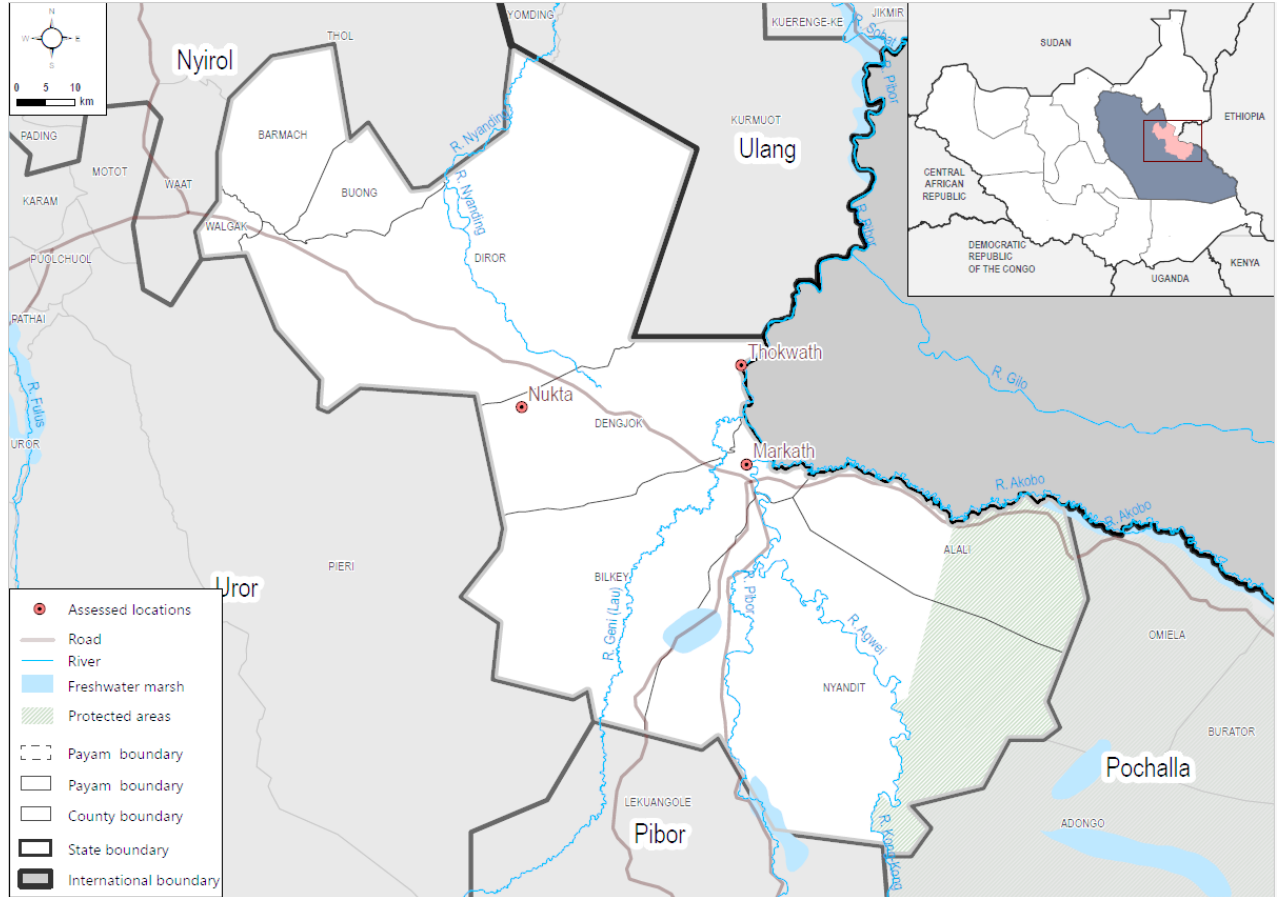 N
W
E
S
0 5 10
km
Nyirol
THOL
YOMDING
KUERENGE-KE
JIKMIR
R. Sobat
R. Pibor
PADING
MOTOT
KARAM
WAAT
PUOLCHUOL
PATHAI
R. Fulus
UROR
BARMACH
BUONG
WALGAK
R. Nyanding
R. Nyanding
DIROR
KURMUOT
Ulang
R. Pibor
SUDAN
ETHIOPIA
CENTRAL
AFRICAN
REPUBLIC
DEMOCRATIC
REPUBLIC
OF THE CONGO
UGANDA
KENYA
Thokwath
R. Gilo
Nukta
DENGJOK
Markath
R. Akobo
R. Akobo
ALALI
PIERI
Uror
BILKEY
R. Geni (Lau)
R. Pibor
R. Agwei
NYANDIT
OMIELA
BURATOR
Pochalla
ADONGO
LEKUANGOLE
Pibor
R. Kong Kong
Assessed locations
Road
River
Freshwater marsh
Protected areas
Payam boundary
Payam boundary
County boundary
State boundary
International boundary